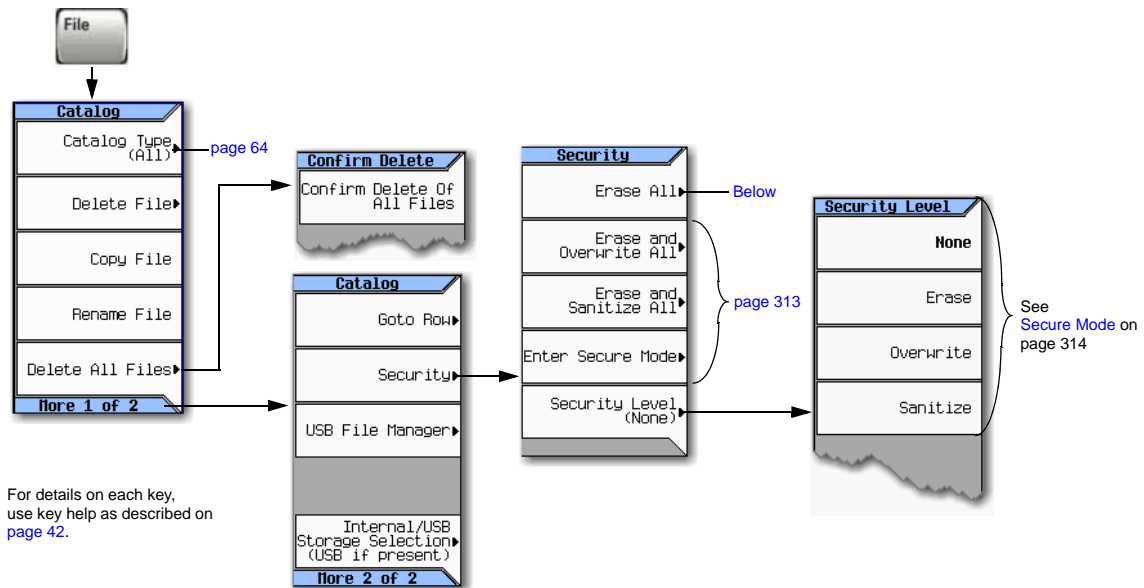 File
Catalog
Catalog Type
(All)
page 64
Delete File
Copy File
Rename File
Delete All Files
More 1 of 2
Confirm Delete
Confirm Delete Of
All Files
Catalog
Goto Row
Security
USB File Manager
Internal/USB
Storage Selection
(USB if present)
More 2 of 2
Security
Erase All
Below
Erase and
Overwrite All
Erase and
Sanitize All
page 313
Enter Secure Mode
Security Level
(None)
Security Level
None
Erase
Overwrite
Sanitize
See
Secure Mode on
page 314
For details on each key,
use key help as described on
page 42.